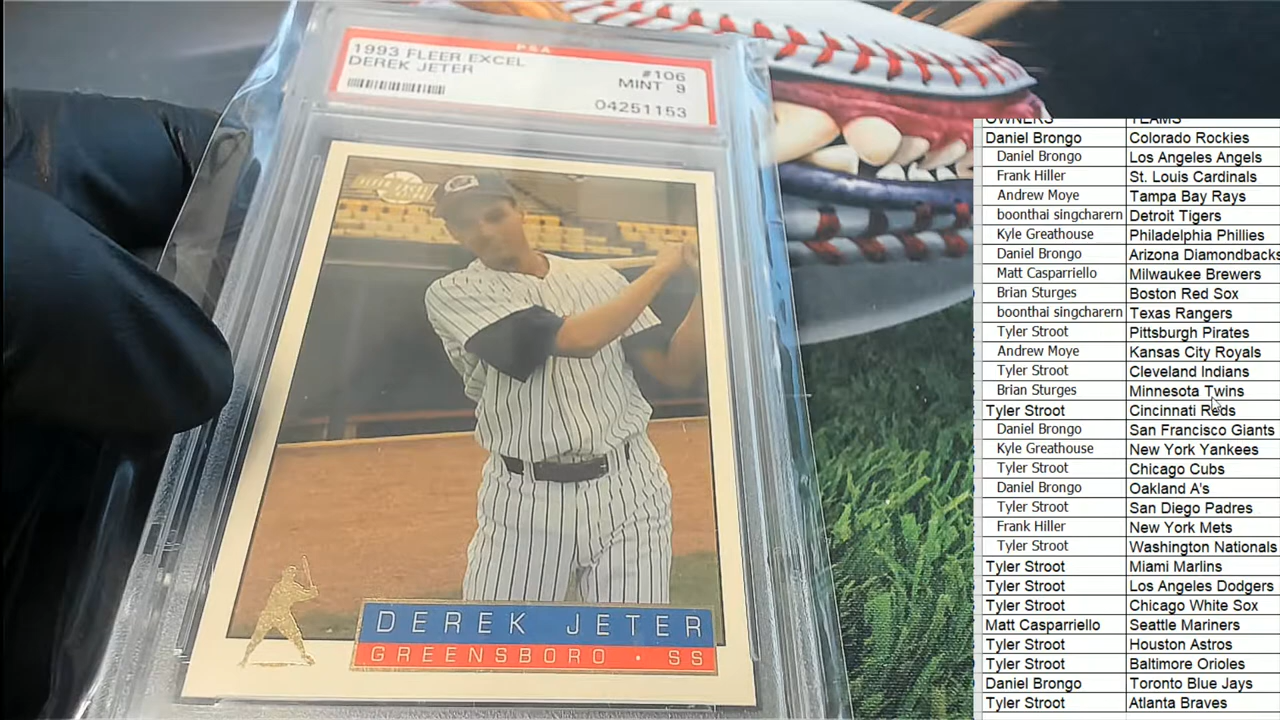 PSA
1993 FLEER EXCEL #106
DEREK JETER MINT 9
04251153
DEREK JETER
GREENSBORO · SS
OWNERS TEAMS
Daniel Brongo Colorado Rockies
Daniel Brongo Los Angeles Angels
Frank Hiller St. Louis Cardinals
Andrew Moye Tampa Bay Rays
boonthai singcharern Detroit Tigers
Kyle Greathouse Philadelphia Phillies
Daniel Brongo Arizona Diamondbacks
Matt Casparriello Milwaukee Brewers
Brian Sturges Boston Red Sox
boonthai singcharern Texas Rangers
Tyler Stroot Pittsburgh Pirates
Andrew Moye Kansas City Royals
Tyler Stroot Cleveland Indians
Brian Sturges Minnesota Twins
Tyler Stroot Cincinnati Reds
Daniel Brongo San Francisco Giants
Kyle Greathouse New York Yankees
Tyler Stroot Chicago Cubs
Daniel Brongo Oakland A's
Tyler Stroot San Diego Padres
Frank Hiller New York Mets
Tyler Stroot Washington Nationals
Tyler Stroot Miami Marlins
Tyler Stroot Los Angeles Dodgers
Tyler Stroot Chicago White Sox
Matt Casparriello Seattle Mariners
Tyler Stroot Houston Astros
Tyler Stroot Baltimore Orioles
Daniel Brongo Toronto Blue Jays
Tyler Stroot Atlanta Braves